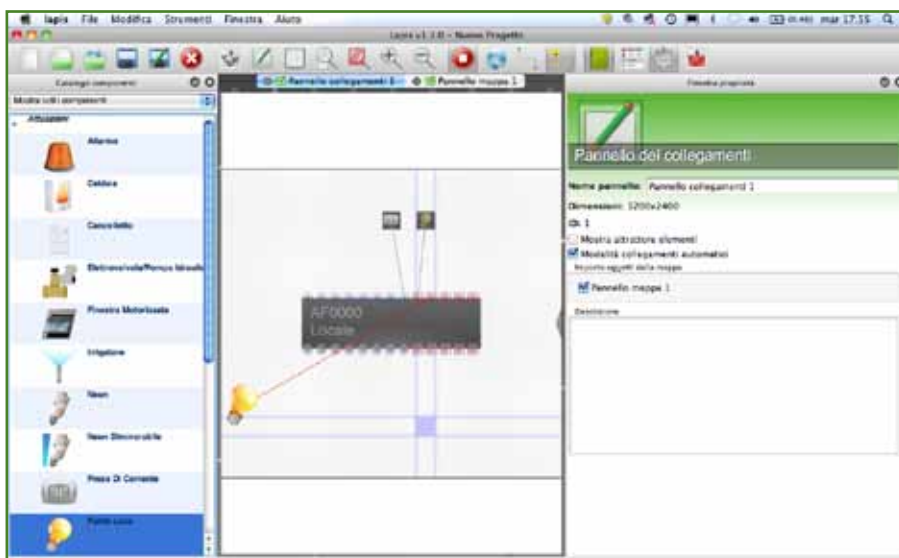 lapis File Modifica Strumenti Finestra Aiuto
mar 17:55
Lapis v1.1.0 - Nuovo Progetto
Catalogo componenti
Mostra tutti i componenti
Attuatori
Allarme
Caldaia
Cancelletto
Elettrovalvola/Pompa Idraulica
Finestra Motorizzata
Irrigatore
Neon
Neon Dimmerabile
Presa Di Corrente
Punto Luce
Pannello collegamenti 1
Pannello mappa 1
AF0000
Locale
Finestra proprietà
Pannello dei collegamenti
Nome pannello: Pannello collegamenti 1
Dimensioni: 3200x2400
ID: 1
Mostra attrattore elementi
Modalità collegamenti automatici
Importa oggetti dalla mappa
Pannello mappa 1
Descrizione